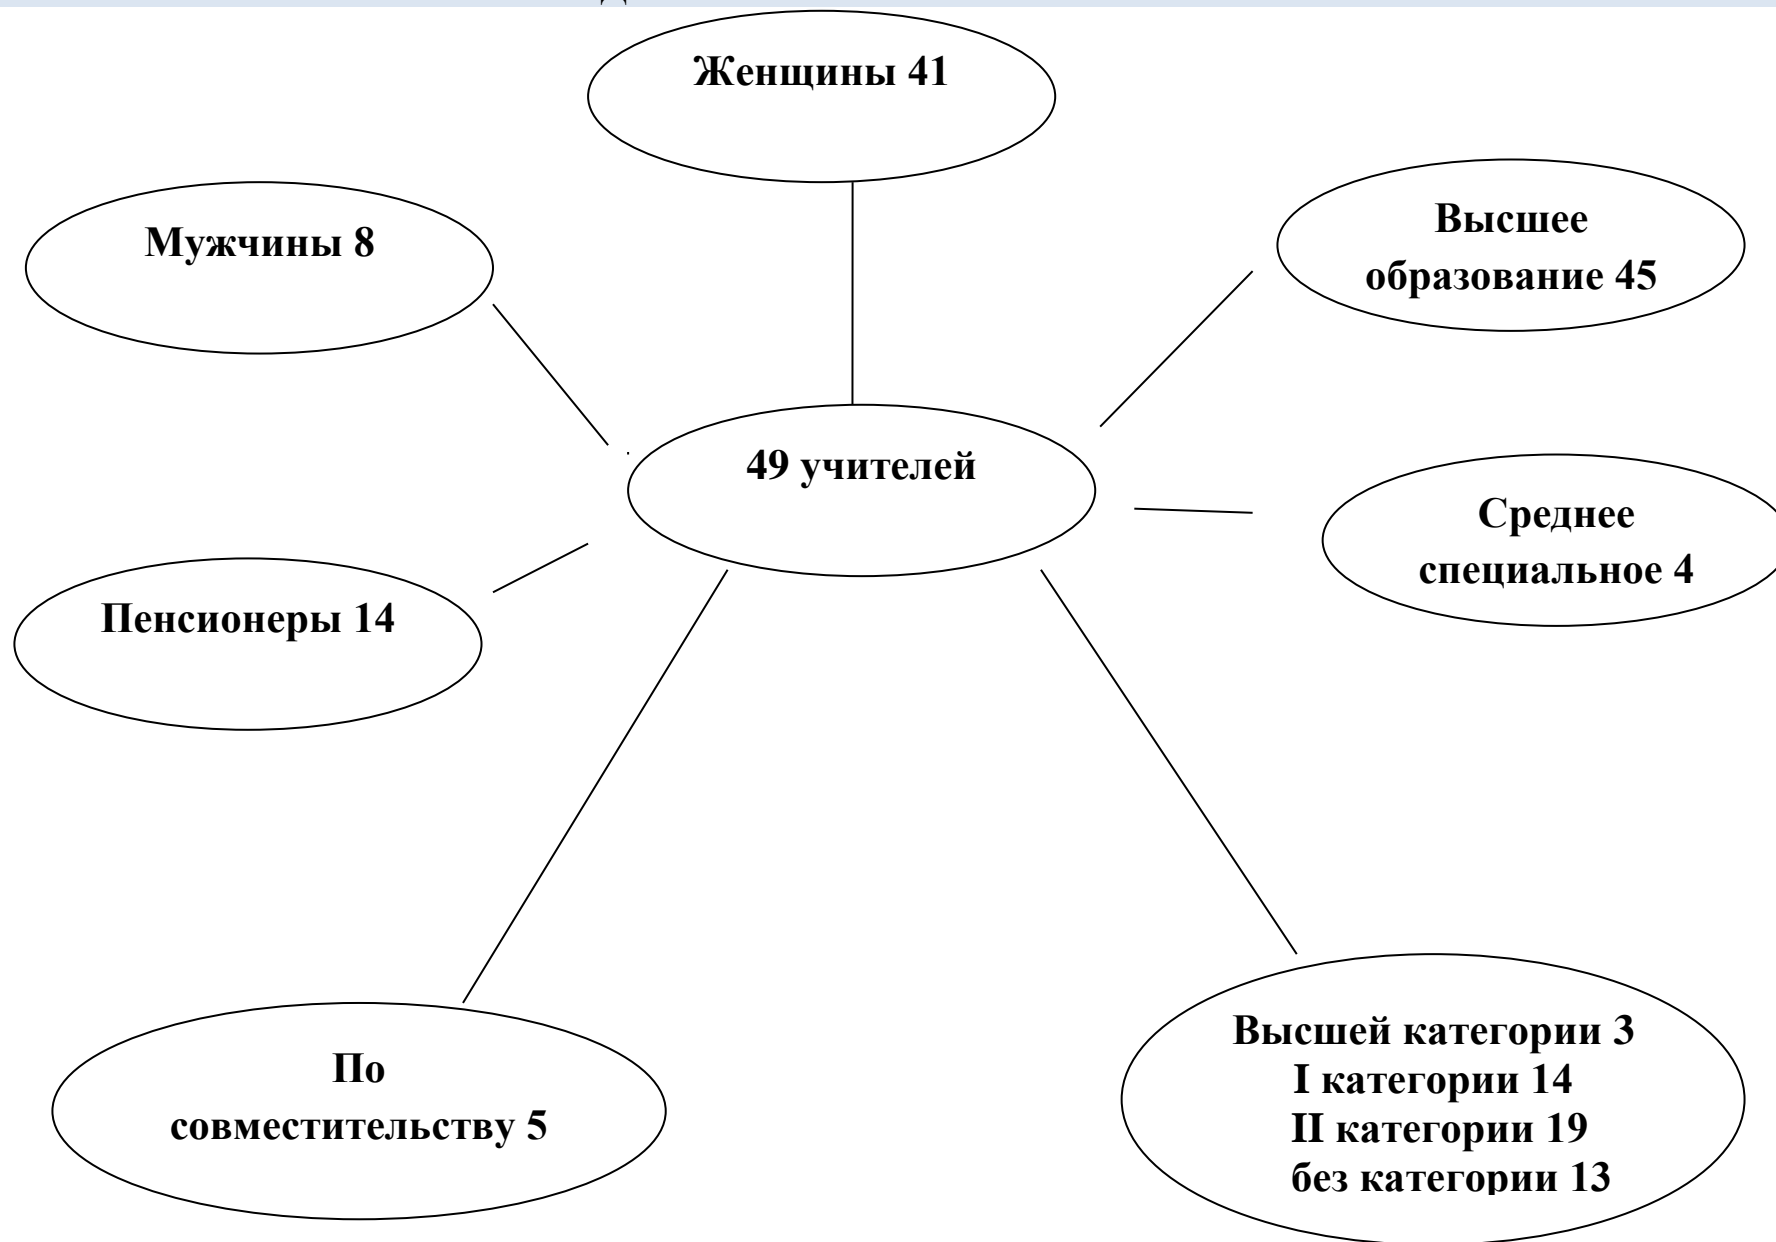 Женщины 41
Мужчины 8
Высшее
образование 45
49 учителей
Среднее
специальное 4
Пенсионеры 14
По
совместительству 5
Высшей категории 3
I категории 14
II категории 19
без категории 13